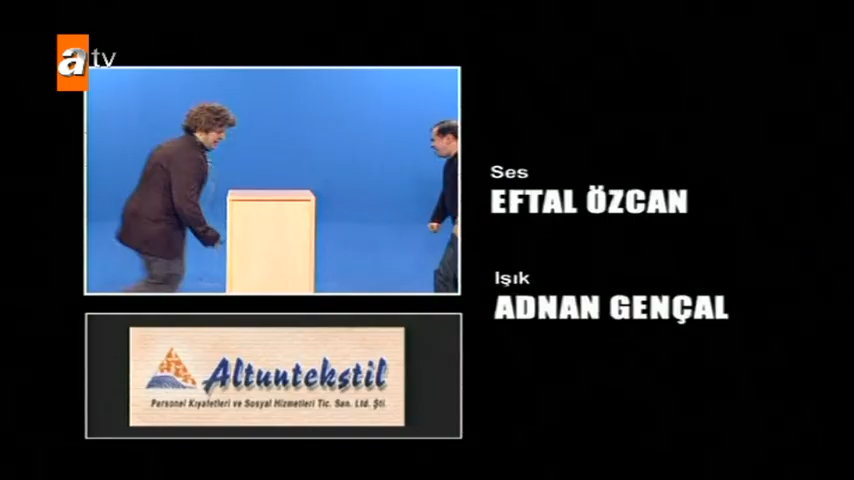 atv
Ses
EFTAL ÖZCAN
Işık
ADNAN GENÇAL
Altuntekstil
Personel Kıyafetleri ve Sosyal Hizmetleri Tic. San. Ltd. Şti.